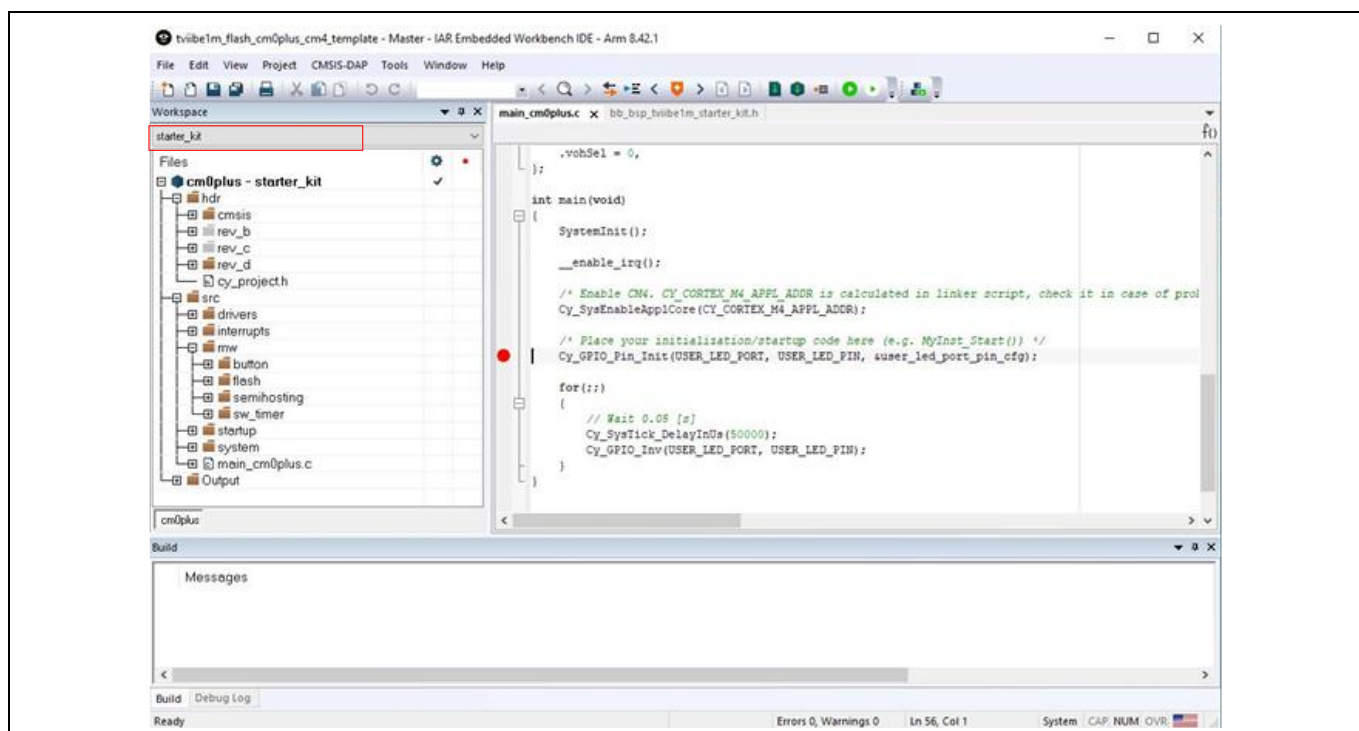 tviibe1m_flash_cm0plus_cm4_template - Master - IAR Embedded Workbench IDE - Arm 8.42.1
File Edit View Project CMSIS-DAP Tools Window Help
Workspace
starter_kit
Files
cm0plus - starter_kit
hdr
cmsis
rev_b
rev_c
rev_d
cy_project.h
src
drivers
interrupts
mw
button
flash
semihosting
sw_timer
startup
system
main_cm0plus.c
Output
cm0plus
main_cm0plus.c x bb_bsp_tviibe1m_starter_kit.h
f()
.vohSel = 0,
};
int main(void)
{
SystemInit();
__enable_irq();
/* Enable CM4. CY_CORTEX_M4_APPL_ADDR is calculated in linker script, check it in case of prol
Cy_SysEnableApplCore(CY_CORTEX_M4_APPL_ADDR);
/* Place your initialization/startup code here (e.g. MyInst_Start()) */
Cy_GPIO_Pin_Init(USER_LED_PORT, USER_LED_PIN, &user_led_port_pin_cfg);
for(;;)
{
// Wait 0.05 [s]
Cy_SysTick_DelayInUs(50000);
Cy_GPIO_Inv(USER_LED_PORT, USER_LED_PIN);
}
}
Build
Messages
Build Debug Log
Ready Errors 0, Warnings 0 Ln 56, Col 1 System CAP NUM OVR